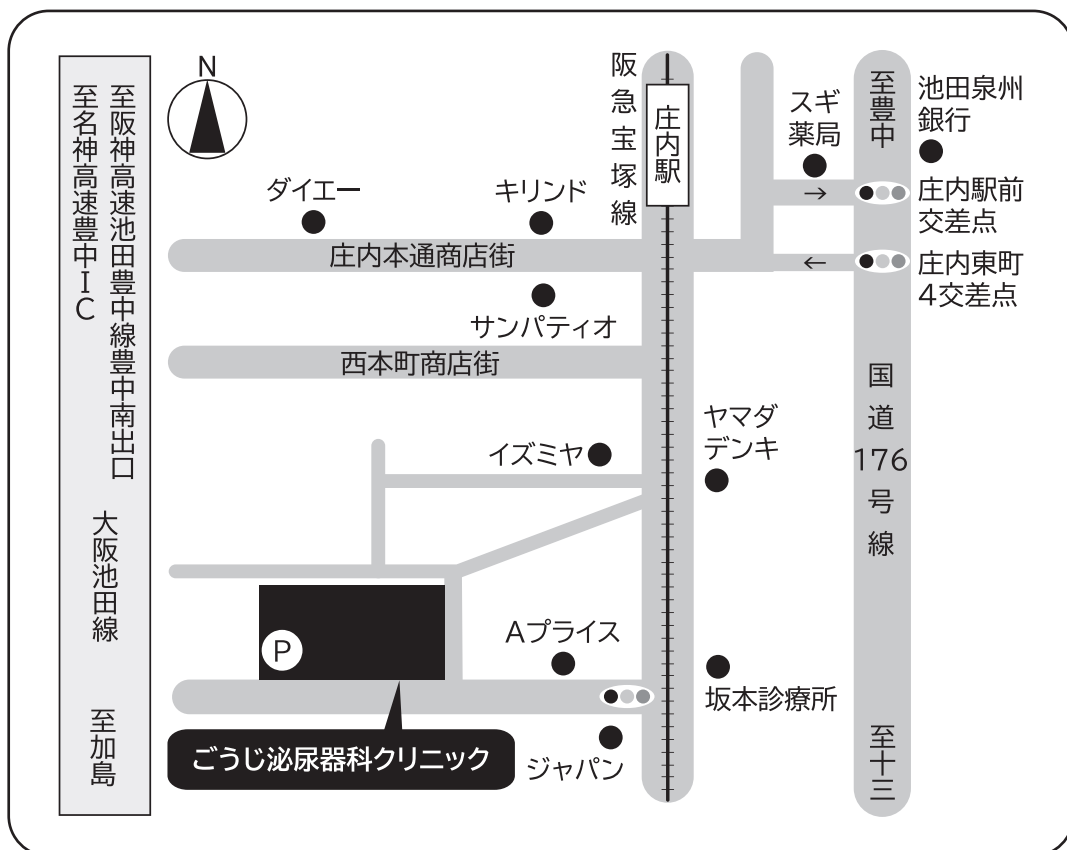 N
至阪神高速池田豊中線豊中南出口
至名神高速豊中IC
大阪池田線
至加島
阪急宝塚線
庄内駅
スギ
薬局
至豊中
池田泉州
銀行
庄内駅前
交差点
庄内東町
4交差点
→
←
ダイエー
キリンド
庄内本通商店街
サンパティオ
西本町商店街
イズミヤ
ヤマダ
デンキ
国道176号線
P
Aプライス
坂本診療所
ごうじ泌尿器科クリニック
ジャパン
至十三